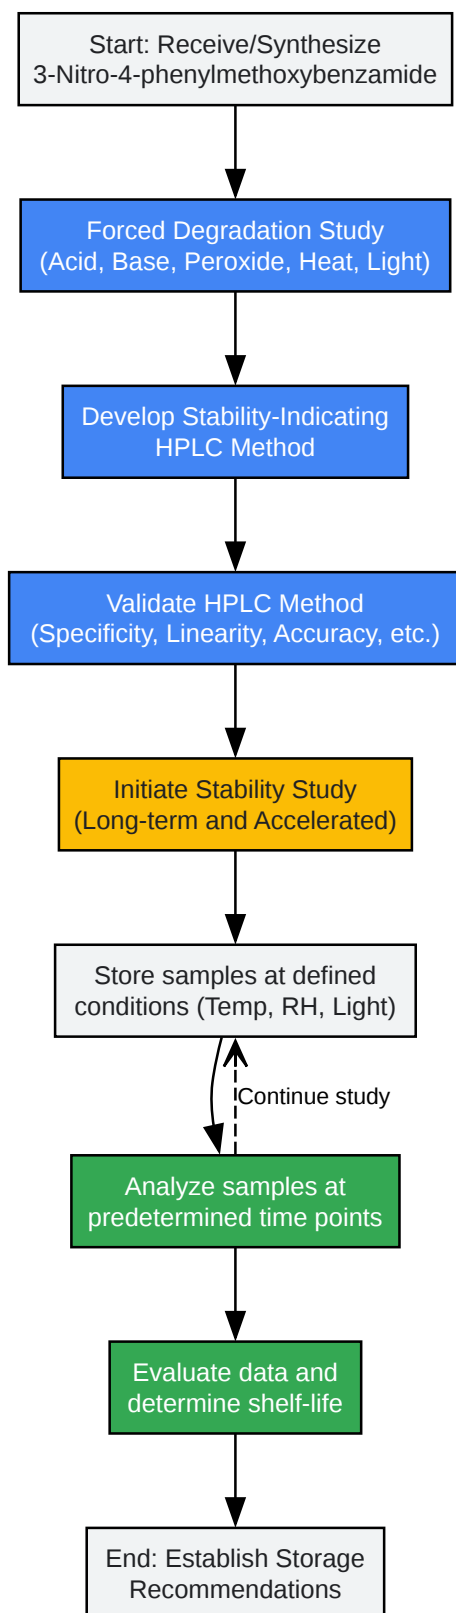 Start: Receive/Synthesize
3-Nitro-4-phenylmethoxybenzamide
Forced Degradation Study
(Acid, Base, Peroxide, Heat, Light)
Develop Stability-Indicating
HPLC Method
Validate HPLC Method
(Specificity, Linearity, Accuracy, etc.)
Initiate Stability Study
(Long-term and Accelerated)
Store samples at defined
conditions (Temp, RH, Light)
Continue study
Analyze samples at
predetermined time points
Evaluate data and
determine shelf-life
End: Establish Storage
Recommendations